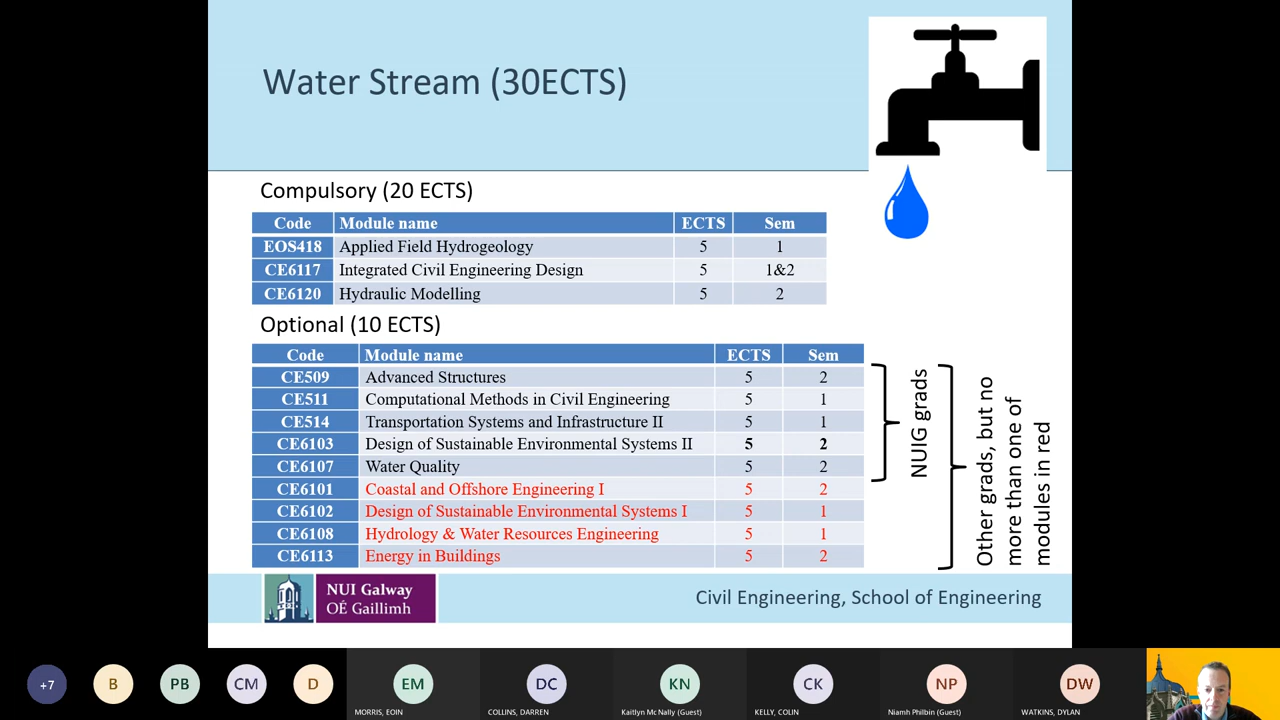 Water Stream (30ECTS)
Compulsory (20 ECTS)
Code Module name ECTS Sem
EOS418 Applied Field Hydrogeology 5 1
CE6117 Integrated Civil Engineering Design 5 1&2
CE6120 Hydraulic Modelling 5 2
Optional (10 ECTS)
Code Module name ECTS Sem
CE509 Advanced Structures 5 2
CE511 Computational Methods in Civil Engineering 5 1
CE514 Transportation Systems and Infrastructure II 5 1
CE6103 Design of Sustainable Environmental Systems II 5 2
CE6107 Water Quality 5 2
CE6101 Coastal and Offshore Engineering I 5 2
CE6102 Design of Sustainable Environmental Systems I 5 1
CE6108 Hydrology & Water Resources Engineering 5 1
CE6113 Energy in Buildings 5 2
NUIG grads
Other grads, but no
more than one of
modules in red
NUI Galway
OÉ Gaillimh
Civil Engineering, School of Engineering
+7 B PB CM D EM DC KN CK NP DW
MORRIS, EOIN COLLINS, DARREN Kaitlyn Mc Nally (Guest) KELLY, COLIN Niamh Philbin (Guest) WATKINS, DYLAN